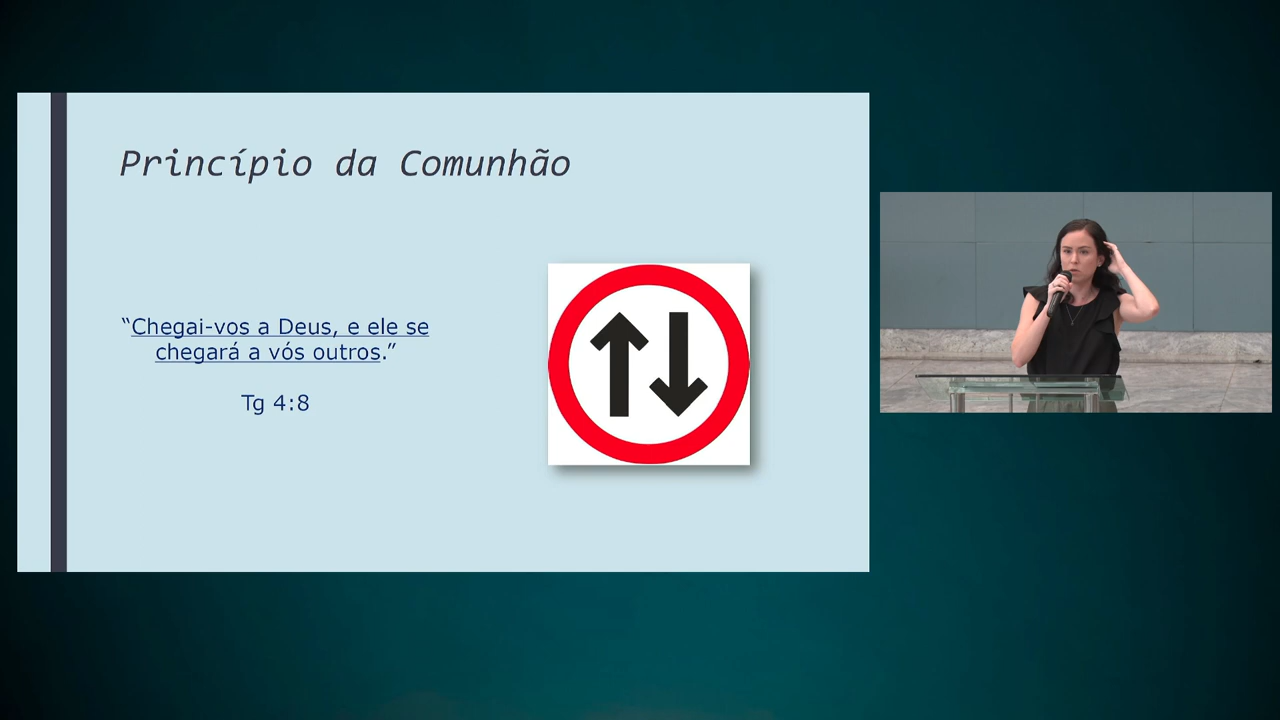 Princípio da Comunhão
“Chegai-vos a Deus, e ele se
chegará a vós outros.”
Tg 4:8